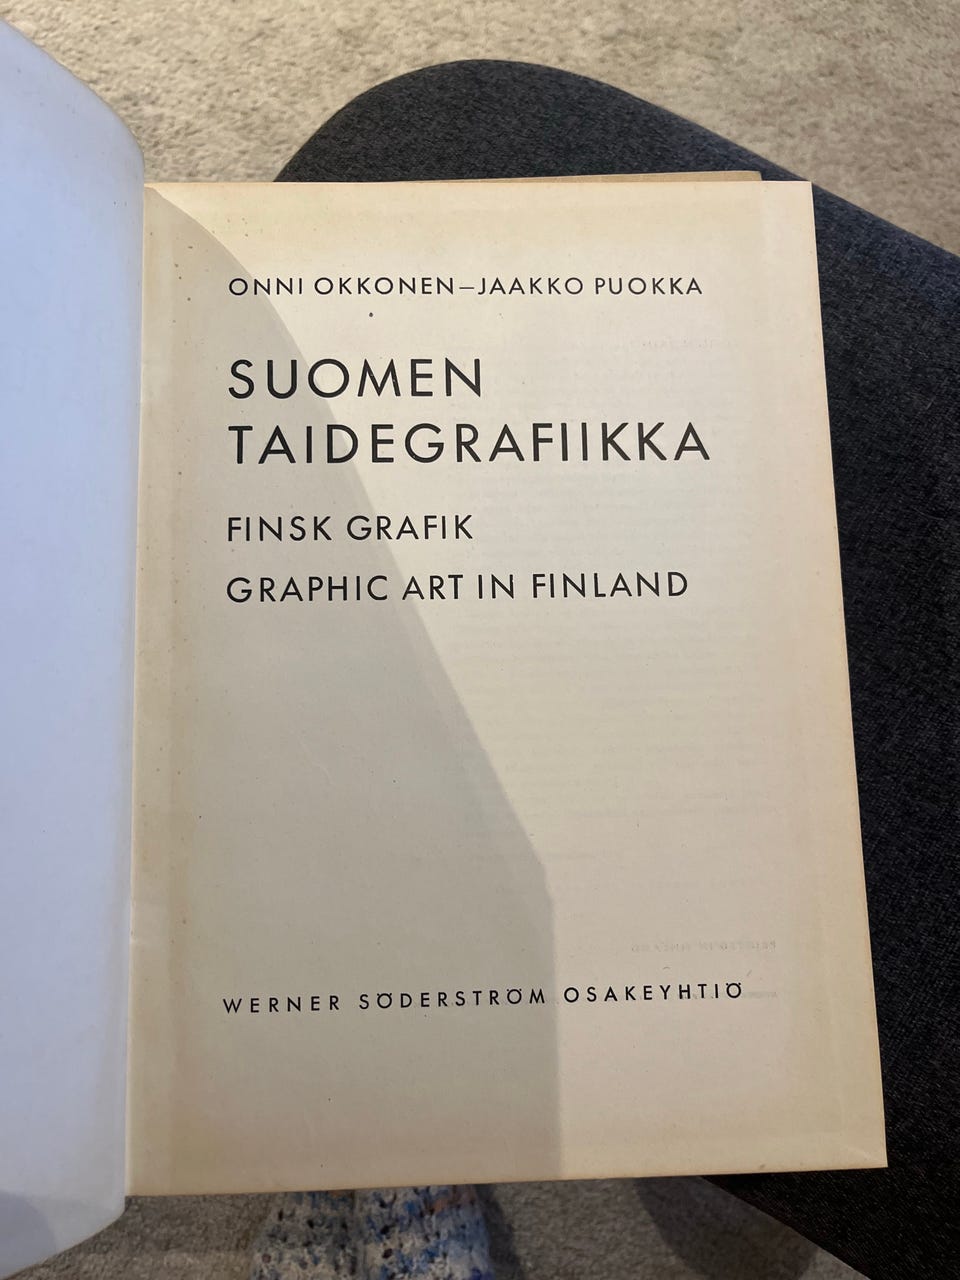 ONNI OKKONEN–JAAKKO PUOKKA
SUOMEN
TAIDEGRAFIIKKA
FINSK GRAFIK
GRAPHIC ART IN FINLAND
WERNER SÖDERSTRÖM OSAKEYHTIÖ